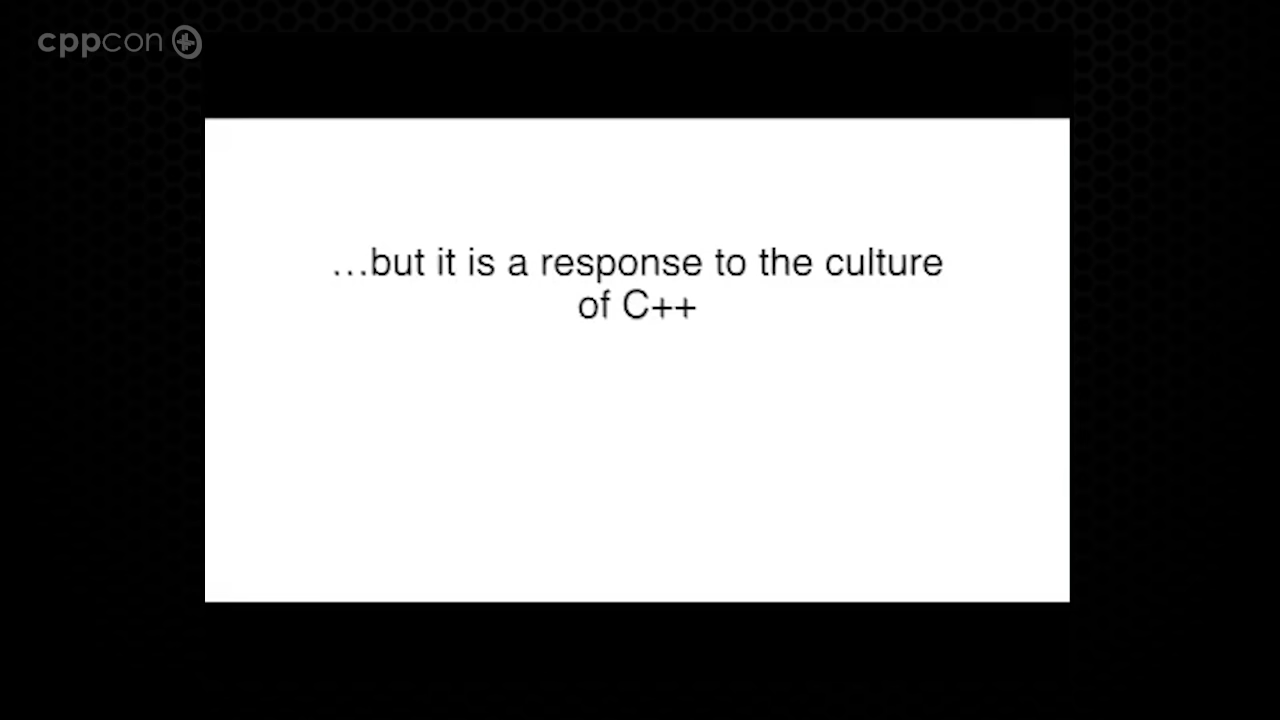 cppcon
…but it is a response to the culture
of C++